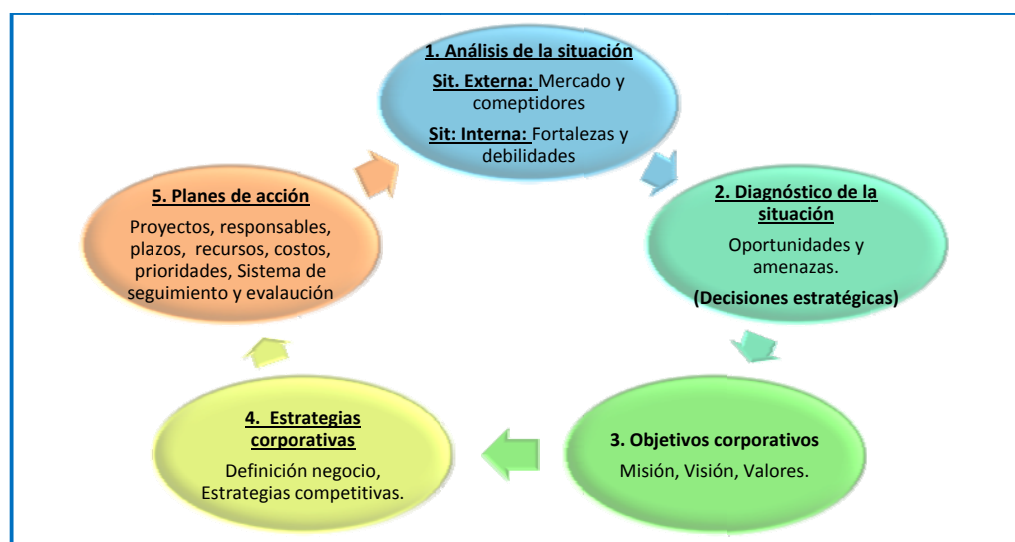 1. Análisis de la situación
Sit. Externa: Mercado y
comeptidores
Sit: Interna: Fortalezas y
debilidades
2. Diagnóstico de la
situación
Oportunidades y
amenazas.
(Decisiones estratégicas)
3. Objetivos corporativos
Misión, Visión, Valores.
4. Estrategias
corporativas
Definición negocio,
Estrategias competitivas.
5. Planes de acción
Proyectos, responsables,
plazos, recursos, costos,
prioridades, Sistema de
seguimiento y evalaución